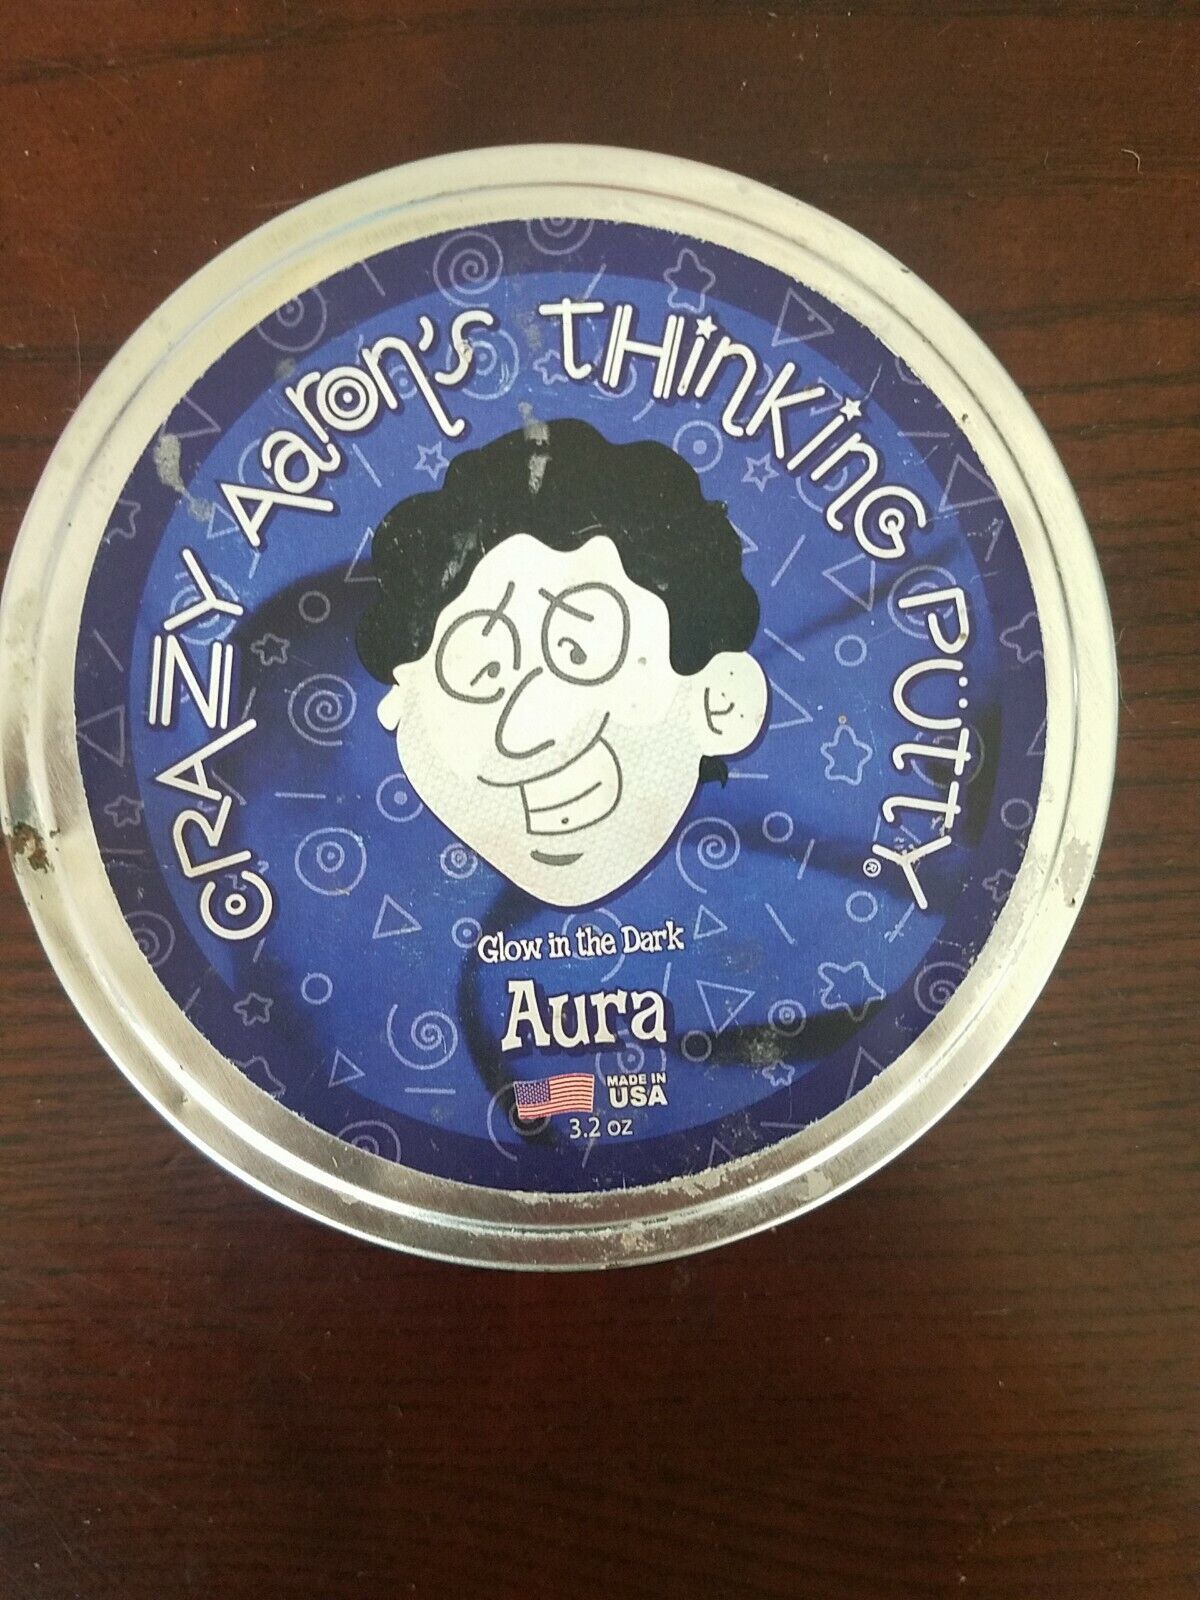 CRAZY AARON'S THINKING PUTTY®
Glow in the Dark
Aura
MADE IN
USA
3.2 oz